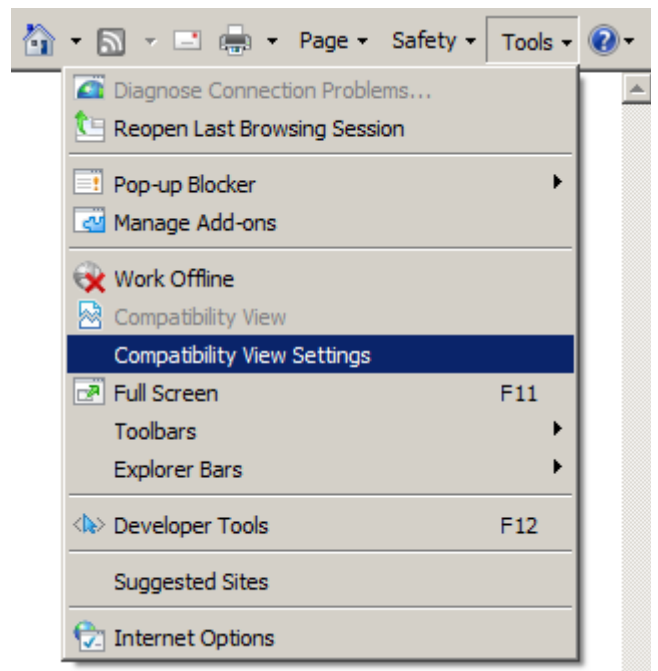 Page Safety Tools
Diagnose Connection Problems...
Reopen Last Browsing Session
Pop-up Blocker
Manage Add-ons
Work Offline
Compatibility View
Compatibility View Settings
Full Screen F11
Toolbars
Explorer Bars
Developer Tools F12
Suggested Sites
Internet Options